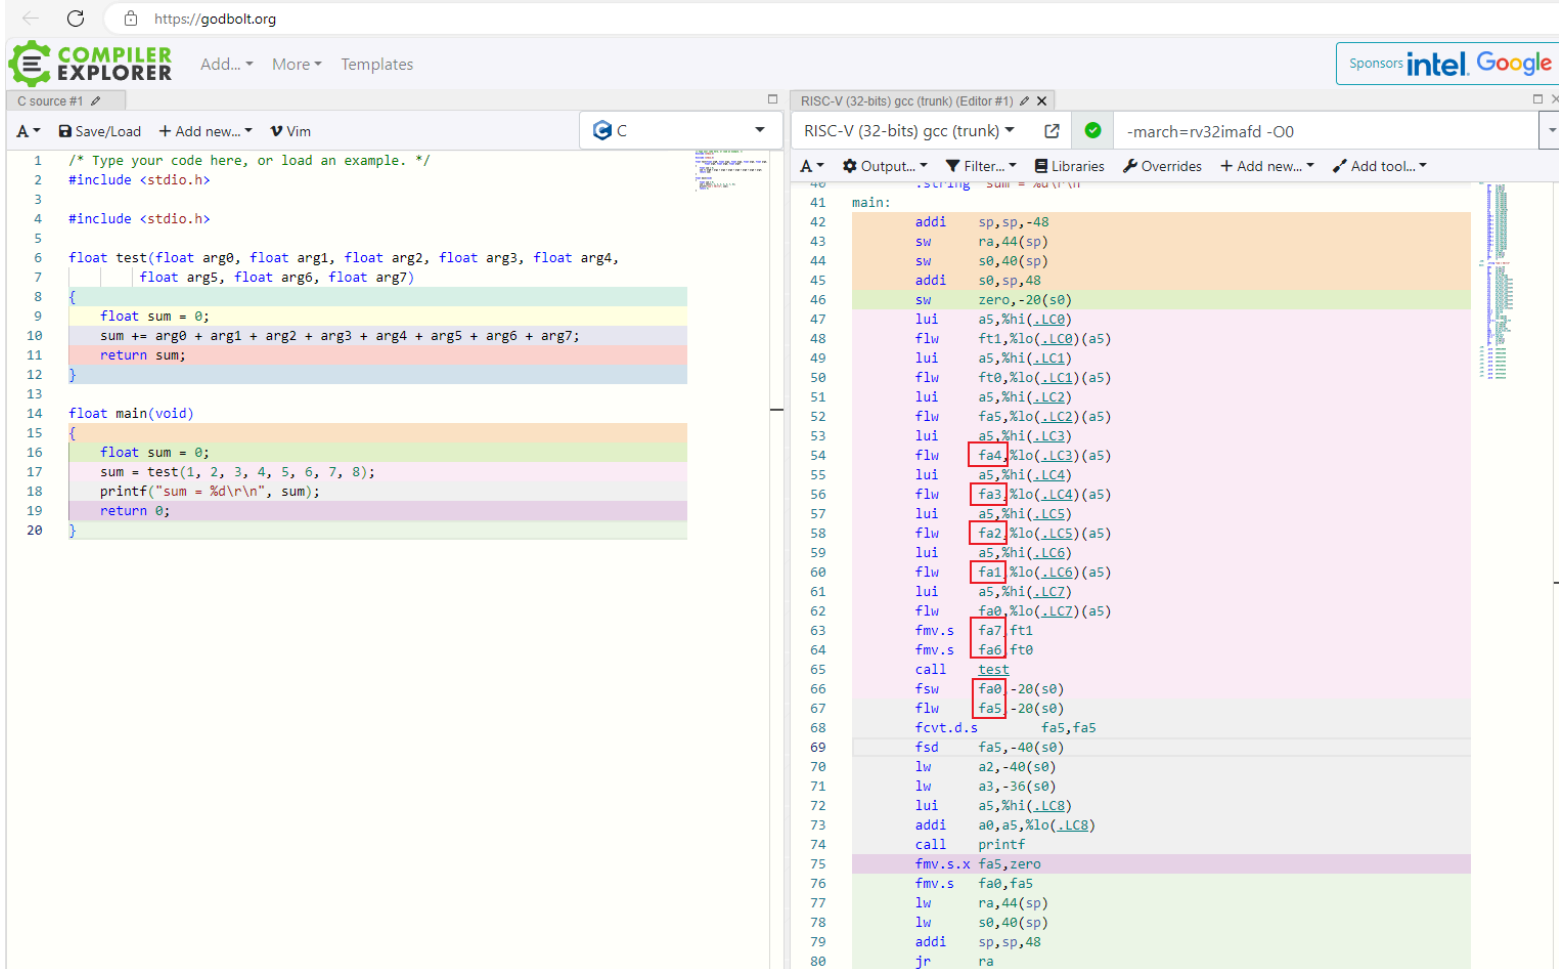 https://godbolt.org
COMPILER
EXPLORER
Add...
More
Templates
Sponsors intel. Google
C source #1
RISC-V (32-bits) gcc (trunk) (Editor #1)
A
Save/Load
+ Add new...
Vim
C
RISC-V (32-bits) gcc (trunk)
-march=rv32imafd -O0
A
Output...
Filter...
Libraries
Overrides
+ Add new...
Add tool...
1 /* Type your code here, or load an example. */
2 #include <stdio.h>
3
4 #include <stdio.h>
5
6 float test(float arg0, float arg1, float arg2, float arg3, float arg4,
7 float arg5, float arg6, float arg7)
8 {
9 float sum = 0;
10 sum += arg0 + arg1 + arg2 + arg3 + arg4 + arg5 + arg6 + arg7;
11 return sum;
12 }
13
14 float main(void)
15 {
16 float sum = 0;
17 sum = test(1, 2, 3, 4, 5, 6, 7, 8);
18 printf("sum = %d\r\n", sum);
19 return 0;
20 }
40 .string "sum = %d\r\n"
41 main:
42 addi sp,sp,-48
43 sw ra,44(sp)
44 sw s0,40(sp)
45 addi s0,sp,48
46 sw zero,-20(s0)
47 lui a5,%hi(.LC0)
48 flw ft1,%lo(.LC0)(a5)
49 lui a5,%hi(.LC1)
50 flw ft0,%lo(.LC1)(a5)
51 lui a5,%hi(.LC2)
52 flw fa5,%lo(.LC2)(a5)
53 lui a5,%hi(.LC3)
54 flw fa4,%lo(.LC3)(a5)
55 lui a5,%hi(.LC4)
56 flw fa3,%lo(.LC4)(a5)
57 lui a5,%hi(.LC5)
58 flw fa2,%lo(.LC5)(a5)
59 lui a5,%hi(.LC6)
60 flw fa1,%lo(.LC6)(a5)
61 lui a5,%hi(.LC7)
62 flw fa0,%lo(.LC7)(a5)
63 fmv.s fa7,ft1
64 fmv.s fa6,ft0
65 call test
66 fsw fa0,-20(s0)
67 flw fa5,-20(s0)
68 fcvt.d.s fa5,fa5
69 fsd fa5,-40(s0)
70 lw a2,-40(s0)
71 lw a3,-36(s0)
72 lui a5,%hi(.LC8)
73 addi a0,a5,%lo(.LC8)
74 call printf
75 fmv.s.x fa5,zero
76 fmv.s fa0,fa5
77 lw ra,44(sp)
78 lw s0,40(sp)
79 addi sp,sp,48
80 jr ra